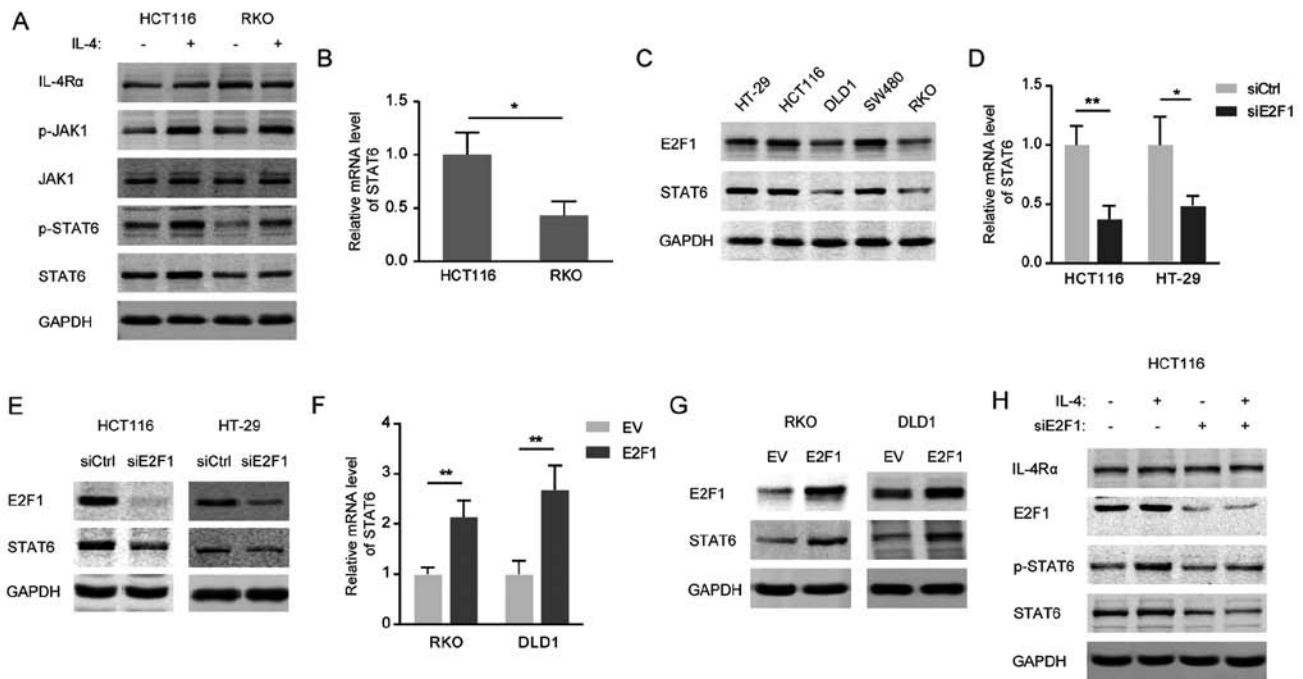 A
HCT116 RKO
IL-4: - + - +
IL-4Rα
p-JAK1
JAK1
p-STAT6
STAT6
GAPDH
B
Relative mRNA level
of STAT6
1.5
1.0
0.5
0.0
*
HCT116 RKO
C
HT-29 HCT116 DLD1 SW480 RKO
E2F1
STAT6
GAPDH
D
Relative mRNA level
of STAT6
1.5
1.0
0.5
0.0
** *
siCtrl
siE2F1
HCT116 HT-29
E
HCT116 HT-29
siCtrl siE2F1 siCtrl siE2F1
E2F1
STAT6
GAPDH
F
Relative mRNA level
of STAT6
4
3
2
1
0
** **
EV
E2F1
RKO DLD1
G
RKO DLD1
EV E2F1 EV E2F1
E2F1
STAT6
GAPDH
H
HCT116
IL-4: - + - +
siE2F1: - - + +
IL-4Rα
E2F1
p-STAT6
STAT6
GAPDH